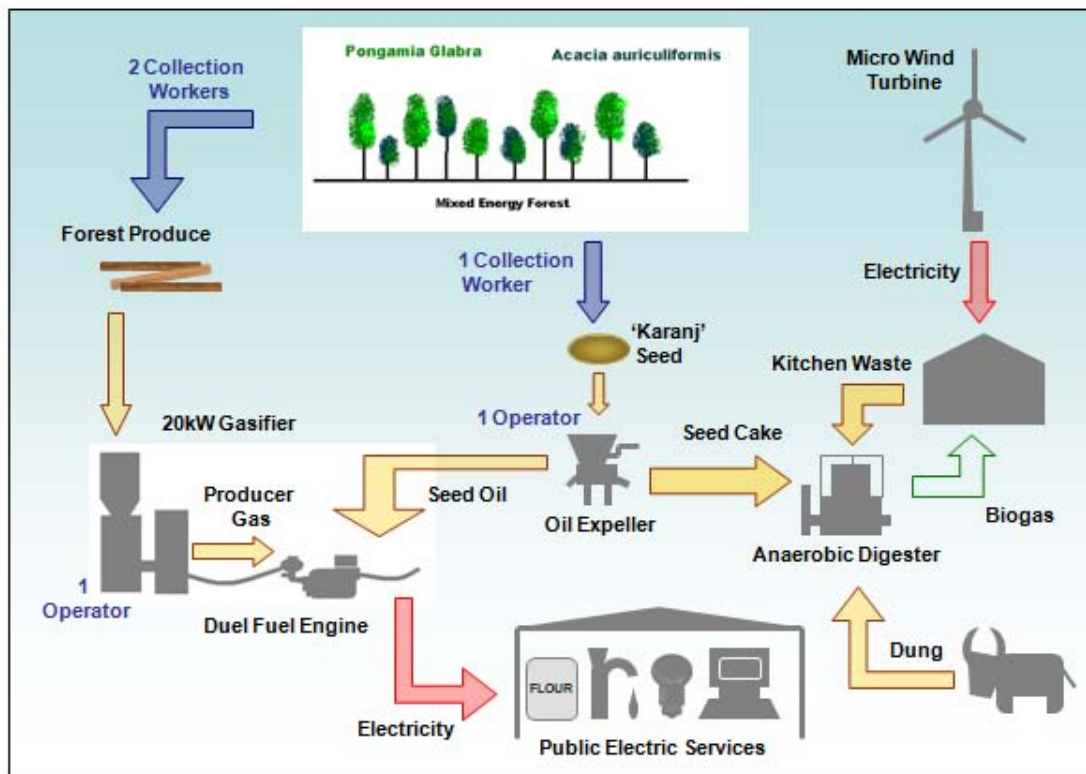 Pongamia Glabra
Acacia auriculiformis
Mixed Energy Forest
2 Collection
Workers
Micro Wind
Turbine
Forest Produce
1 Collection
Worker
Electricity
'Karanj'
Seed
Kitchen Waste
20kW Gasifier
1 Operator
Seed Cake
Producer
Gas
Seed Oil
Oil Expeller
Biogas
Anaerobic Digester
1
Operator
Duel Fuel Engine
Dung
FLOUR
Electricity
Public Electric Services